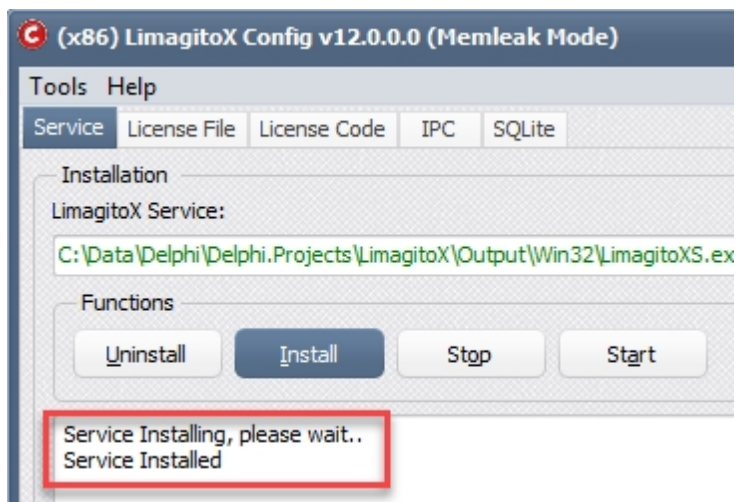 (x86) LimagitoX Config v12.0.0.0 (Memleak Mode)
Tools Help
Service License File License Code IPC SQLite
Installation
LimagitoX Service:
C:\Data\Delphi\Delphi.Projects\LimagitoX\Output\Win32\LimagitoXS.ex
Functions
Uninstall Install Stop Start
Service Installing, please wait..
Service Installed